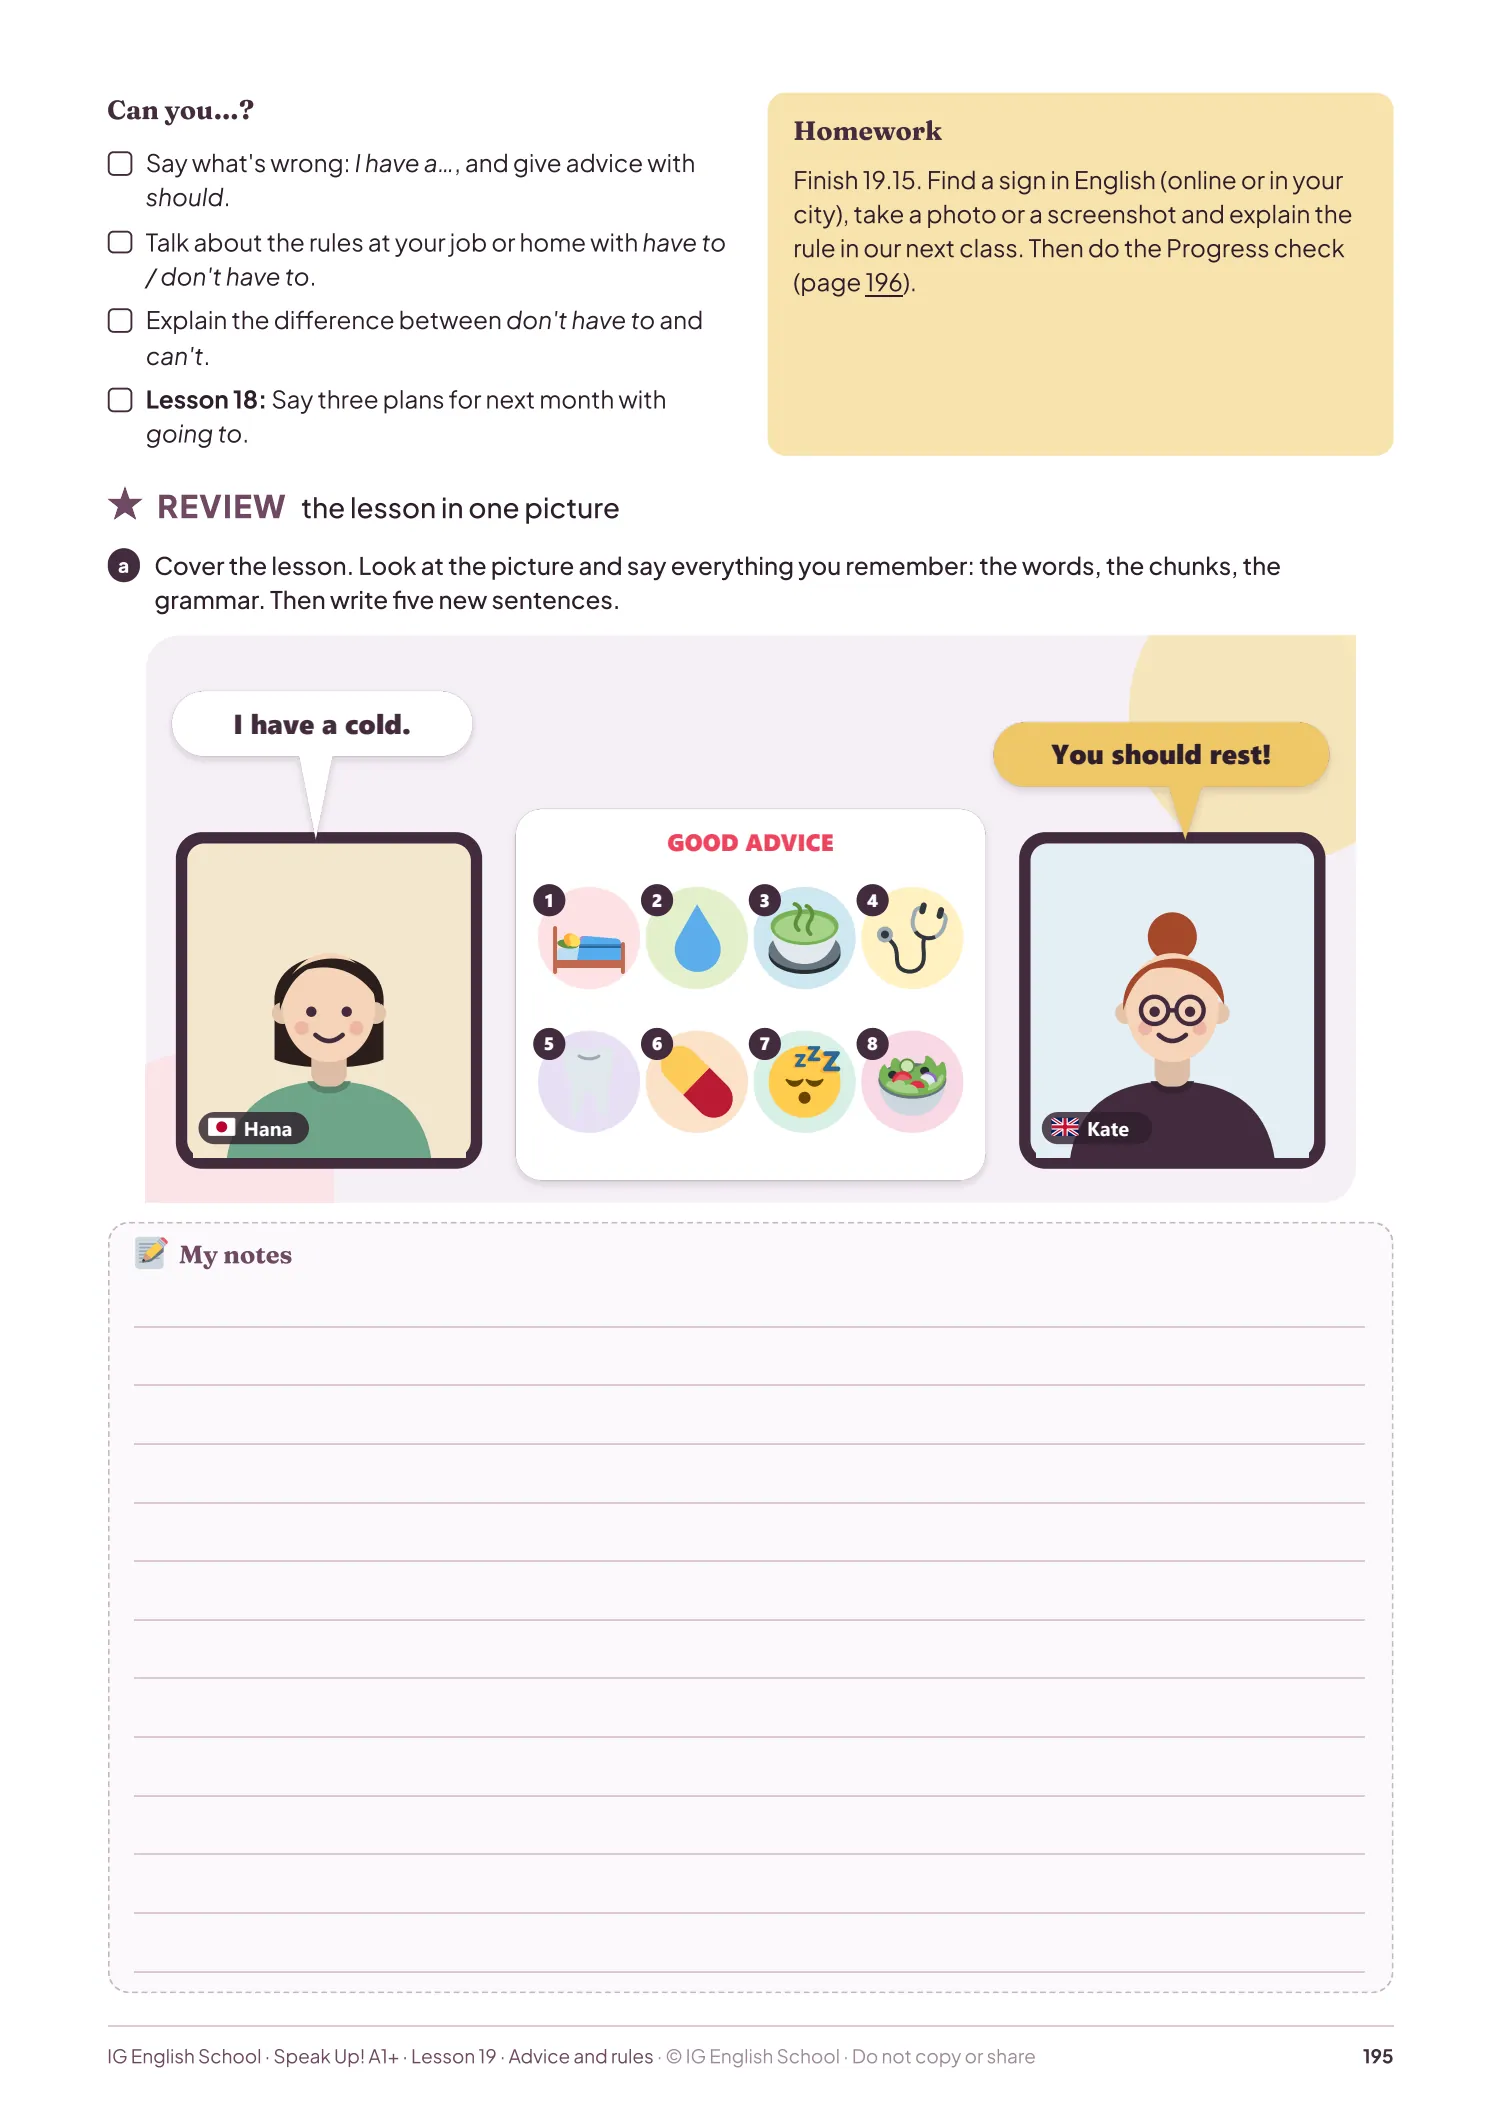 Can you...?
Say what's wrong: I have a..., and give advice with
should.
Talk about the rules at your job or home with have to
/ don't have to.
Explain the difference between don't have to and
can't.
Lesson 18: Say three plans for next month with
going to.
Homework
Finish 19.15. Find a sign in English (online or in your
city), take a photo or a screenshot and explain the
rule in our next class. Then do the Progress check
(page 196).
REVIEW the lesson in one picture
a Cover the lesson. Look at the picture and say everything you remember: the words, the chunks, the
grammar. Then write five new sentences.
I have a cold.
You should rest!
GOOD ADVICE
1 2 3 4
zzz
5 6 7 8
Hana
Kate
My notes
IG English School · Speak Up! A1+ · Lesson 19 · Advice and rules · © IG English School · Do not copy or share 195